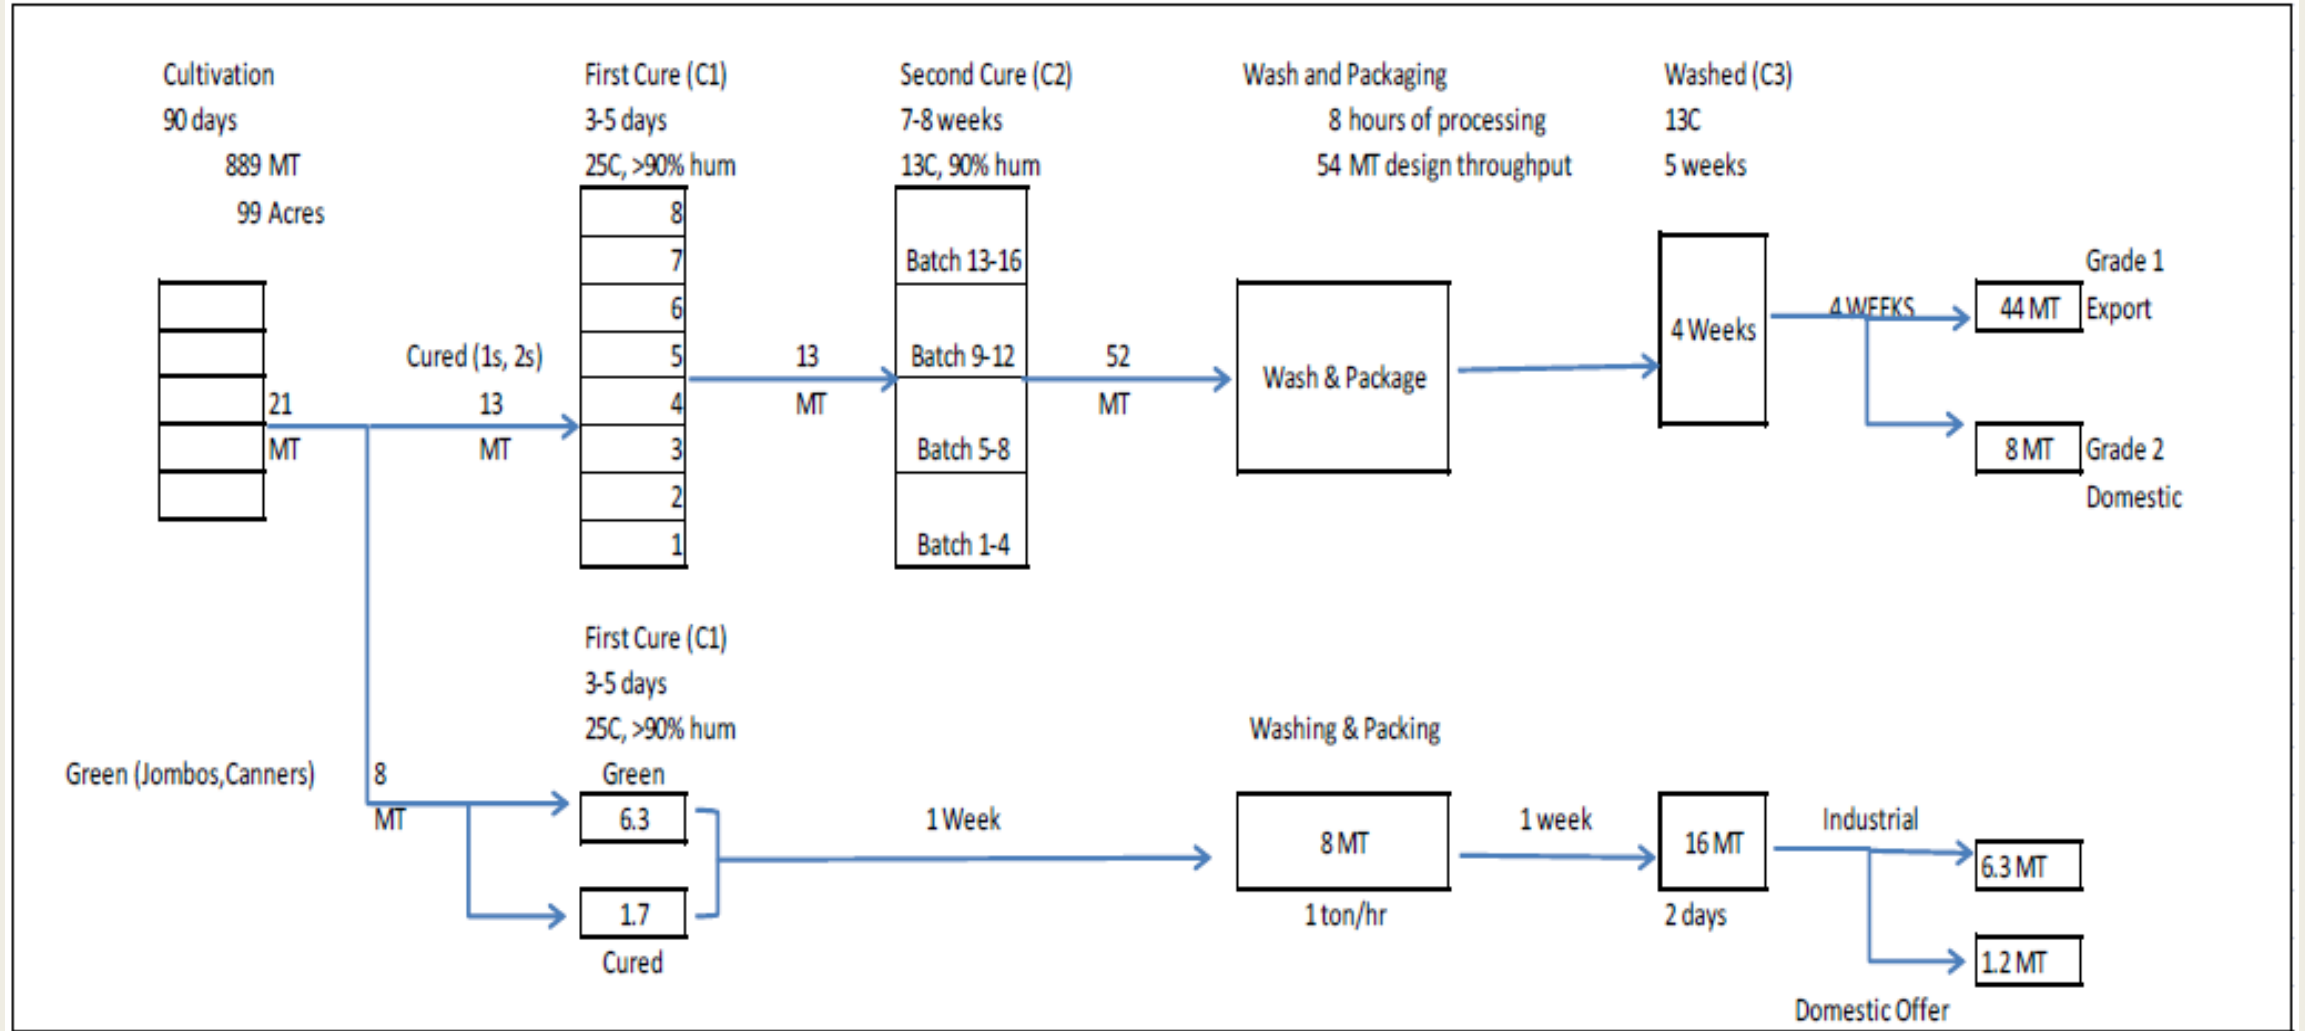 Cultivation
90 days
889 MT
99 Acres
First Cure (C1)
3-5 days
25C, >90% hum
Second Cure (C2)
7-8 weeks
13C, 90% hum
Wash and Packaging
8 hours of processing
54 MT design throughput
Washed (C3)
13C
5 weeks
21
MT
Cured (1s, 2s)
13
MT
8
7
6
5
4
3
2
1
13
MT
Batch 13-16
Batch 9-12
Batch 5-8
Batch 1-4
52
MT
Wash & Package
4 Weeks
4 WEEKS
44 MT
Grade 1
Export
8 MT
Grade 2
Domestic
Green (Jombos,Canners)
8
MT
First Cure (C1)
3-5 days
25C, >90% hum
Green
6.3
1.7
Cured
1 Week
Washing & Packing
8 MT
1 ton/hr
1 week
16 MT
2 days
Industrial
6.3 MT
1.2 MT
Domestic Offer